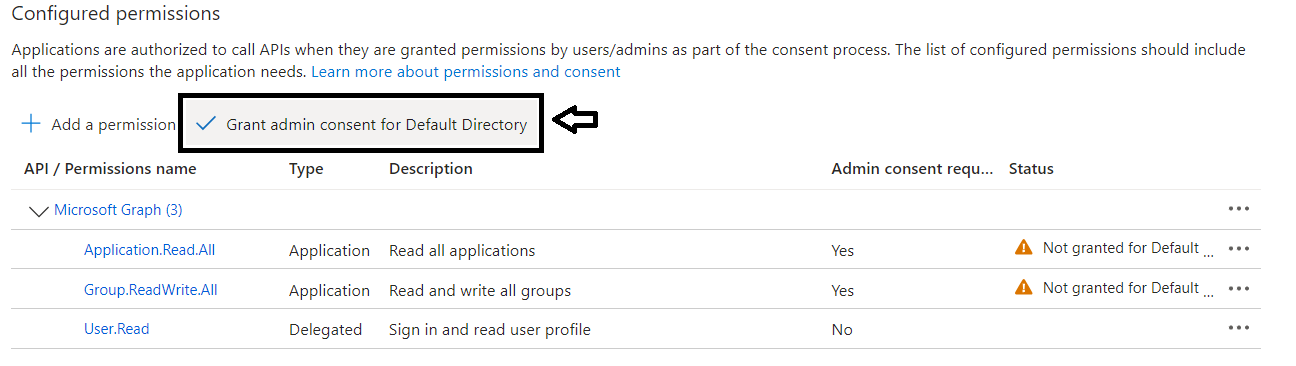 Configured permissions
Applications are authorized to call APIs when they are granted permissions by users/admins as part of the consent process. The list of configured permissions should include
all the permissions the application needs. Learn more about permissions and consent
Add a permission Grant admin consent for Default Directory
API / Permissions name Type Description Admin consent requ... Status
Microsoft Graph (3)
Application.Read.All Application Read all applications Yes Not granted for Default ...
Group.ReadWrite.All Application Read and write all groups Yes Not granted for Default ...
User.Read Delegated Sign in and read user profile No